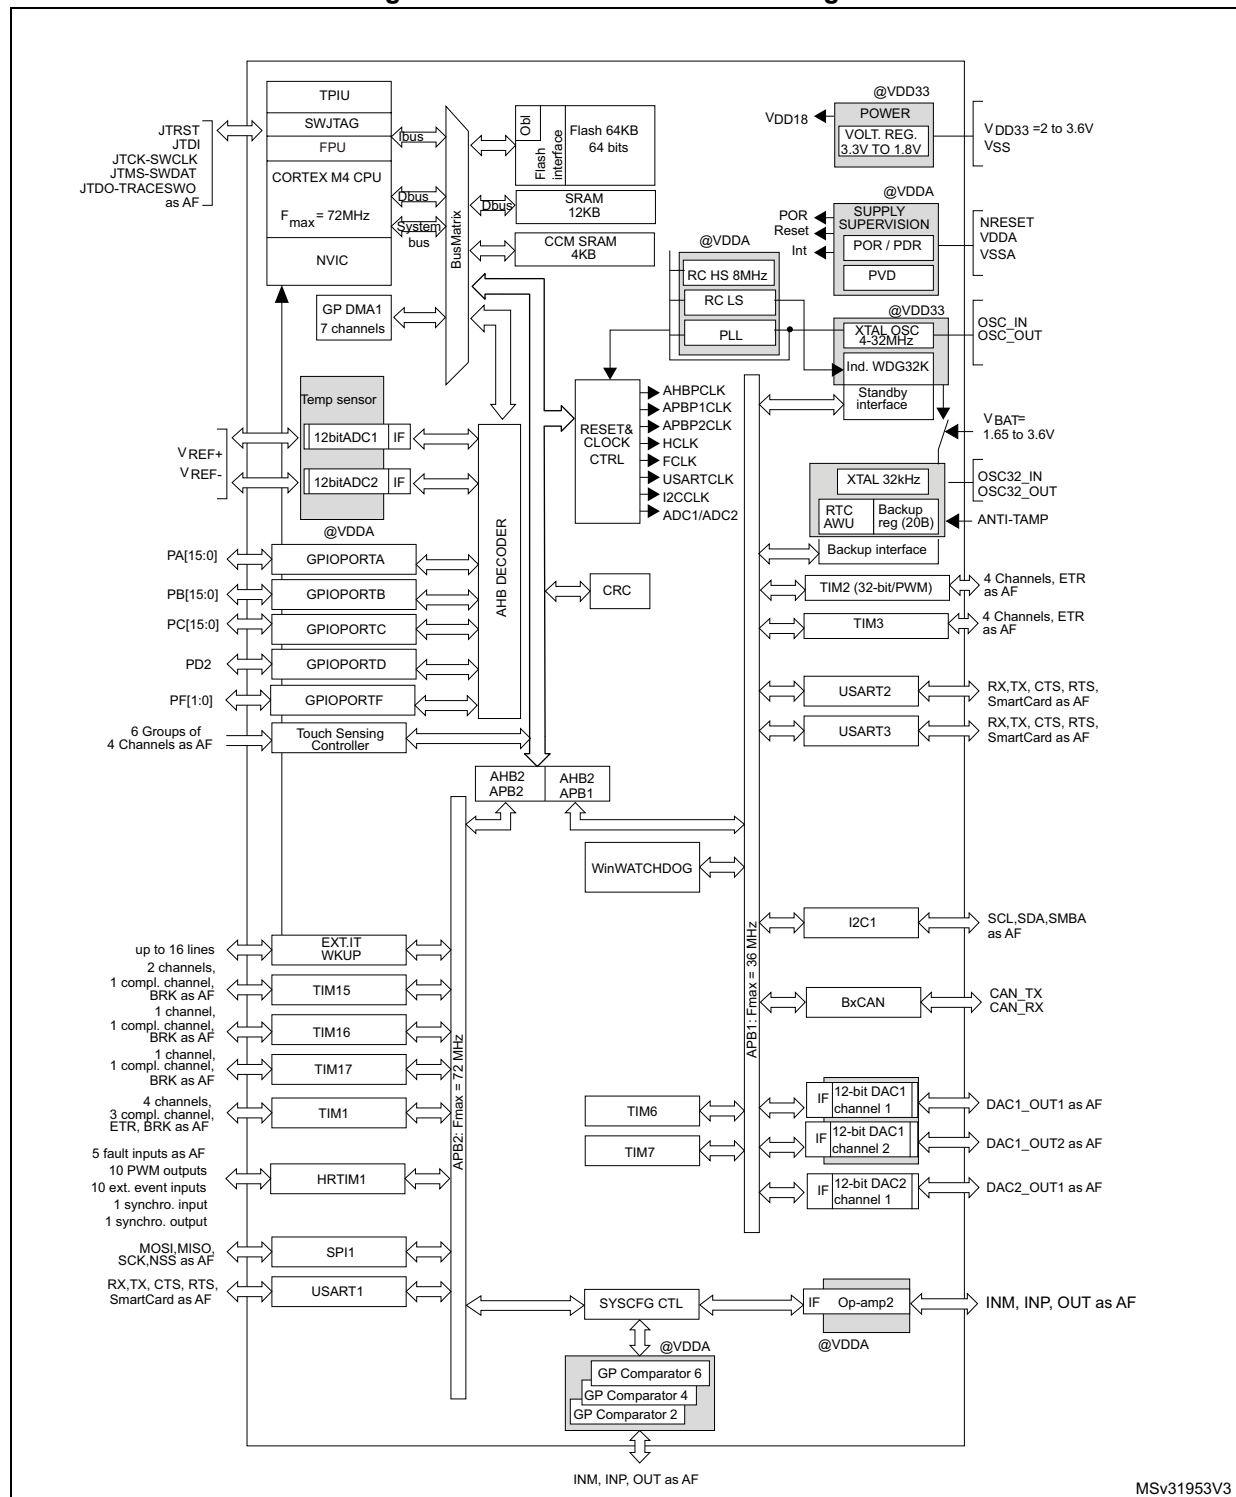 TPIU
SWJTAG
FPU
CORTEX M4 CPU
Fmax = 72MHz
NVIC
JTRST
JTDI
JTCK-SWCLK
JTMS-SWDAT
JTDO-TRACESWO
as AF
Ibus
Dbus
System
bus
BusMatrix
Obl
Flash
interface
Flash 64KB
64 bits
Dbus
SRAM
12KB
CCM SRAM
4KB
GP DMA1
7 channels
@VDD33
VDD18
POWER
VOLT. REG.
3.3V TO 1.8V
VDD33 =2 to 3.6V
VSS
@VDDA
POR
Reset
Int
SUPPLY
SUPERVISION
POR / PDR
PVD
NRESET
VDDA
VSSA
@VDDA
RC HS 8MHz
RC LS
PLL
@VDD33
XTAL OSC
4-32MHz
Ind. WDG32K
Standby
interface
OSC_IN
OSC_OUT
VBAT=
1.65 to 3.6V
RESET&
CLOCK
CTRL
AHBPCLK
APBP1CLK
APBP2CLK
HCLK
FCLK
USARTCLK
I2CCLK
ADC1/ADC2
XTAL 32kHz
RTC
AWU
Backup
reg (20B)
Backup interface
OSC32_IN
OSC32_OUT
ANTI-TAMP
Temp sensor
VREF+
VREF-
12bitADC1
IF
12bitADC2
IF
@VDDA
AHB DECODER
PA[15:0]
GPIOPORTA
PB[15:0]
GPIOPORTB
PC[15:0]
GPIOPORTC
PD2
GPIOPORTD
PF[1:0]
GPIOPORTF
6 Groups of
4 Channels as AF
Touch Sensing
Controller
CRC
TIM2 (32-bit/PWM)
4 Channels, ETR
as AF
TIM3
4 Channels, ETR
as AF
USART2
RX,TX, CTS, RTS,
SmartCard as AF
USART3
RX,TX, CTS, RTS,
SmartCard as AF
AHB2
APB2
AHB2
APB1
WinWATCHDOG
APB1: Fmax = 36 MHz
APB2: Fmax = 72 MHz
I2C1
SCL,SDA,SMBA
as AF
BxCAN
CAN_TX
CAN_RX
up to 16 lines
EXT.IT
WKUP
2 channels,
1 compl. channel,
BRK as AF
TIM15
1 channel,
1 compl. channel,
BRK as AF
TIM16
1 channel,
1 compl. channel,
BRK as AF
TIM17
4 channels,
3 compl. channel,
ETR, BRK as AF
TIM1
5 fault inputs as AF
10 PWM outputs
10 ext. event inputs
1 synchro. input
1 synchro. output
HRTIM1
MOSI,MISO,
SCK,NSS as AF
SPI1
RX,TX, CTS, RTS,
SmartCard as AF
USART1
TIM6
TIM7
IF
12-bit DAC1
channel 1
DAC1_OUT1 as AF
IF
12-bit DAC1
channel 2
DAC1_OUT2 as AF
IF
12-bit DAC2
channel 1
DAC2_OUT1 as AF
SYSCFG CTL
IF
Op-amp2
INM, INP, OUT as AF
@VDDA
@VDDA
GP Comparator 6
GP Comparator 4
GP Comparator 2
INM, INP, OUT as AF
MSv31953V3